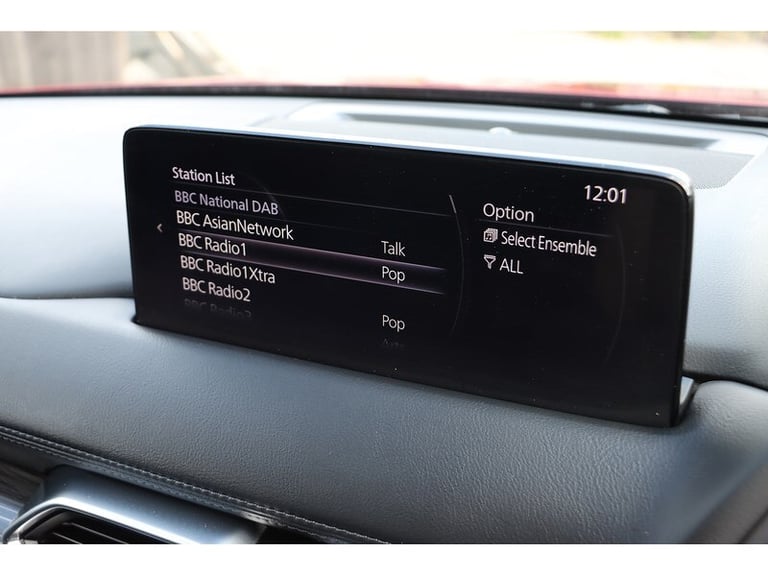 Station List
12:01
BBC National DAB
BBC AsianNetwork Talk
BBC Radio1 Pop
BBC Radio1Xtra
BBC Radio2 Pop
Option
Select Ensemble
ALL